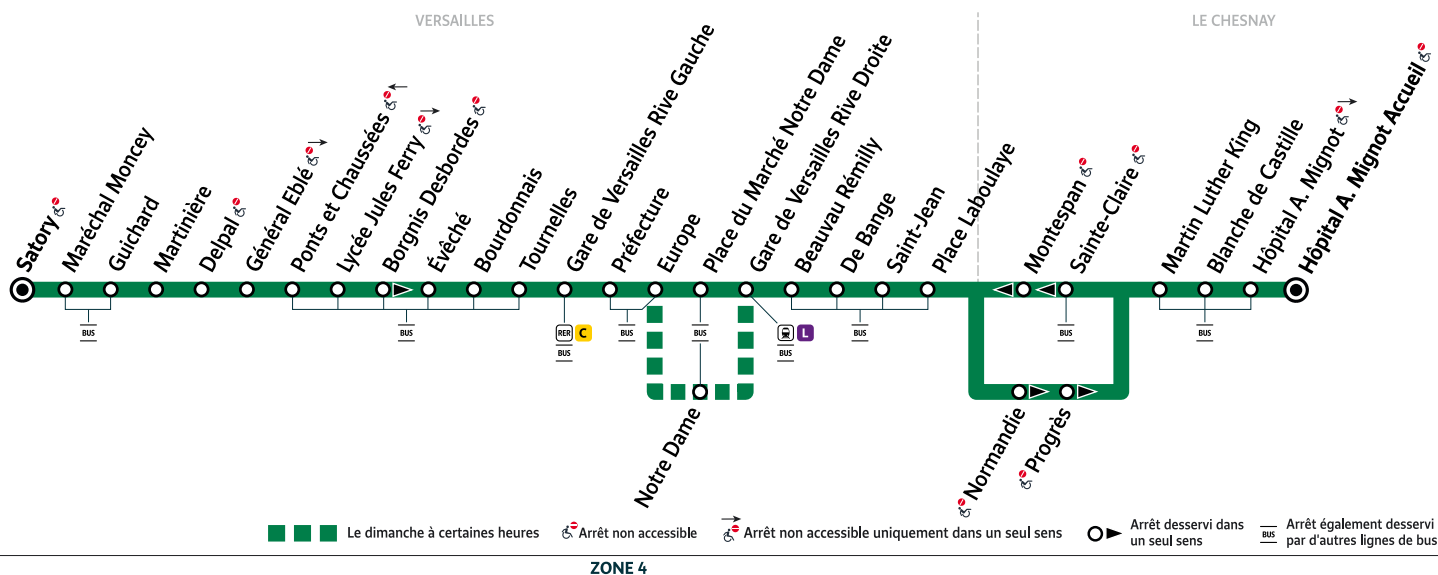 VERSAILLES
LE CHESNAY
Satory
Maréchal Moncey
Guichard
Martinière
Delpal
Général Eblé
Ponts et Chaussées
Lycée Jules Ferry
Borgnis Desbordes
Évêché
Bourdonnais
Tournelles
Gare de Versailles Rive Gauche
Préfecture
Europe
Place du Marché Notre Dame
Gare de Versailles Rive Droite
Beauvau Rémilly
De Bange
Saint-Jean
Place Laboulaye
Montespan
Sainte-Claire
Martin Luther King
Blanche de Castille
Hôpital A. Mignot
Hôpital A. Mignot Accueil
BUS
BUS
RER C
BUS
BUS
BUS
L
BUS
BUS
BUS
BUS
Notre Dame
Normandie
Progrès
Le dimanche à certaines heures
Arrêt non accessible
Arrêt non accessible uniquement dans un seul sens
Arrêt desservi dans
un seul sens
BUS
Arrêt également desservi
par d'autres lignes de bus
ZONE 4